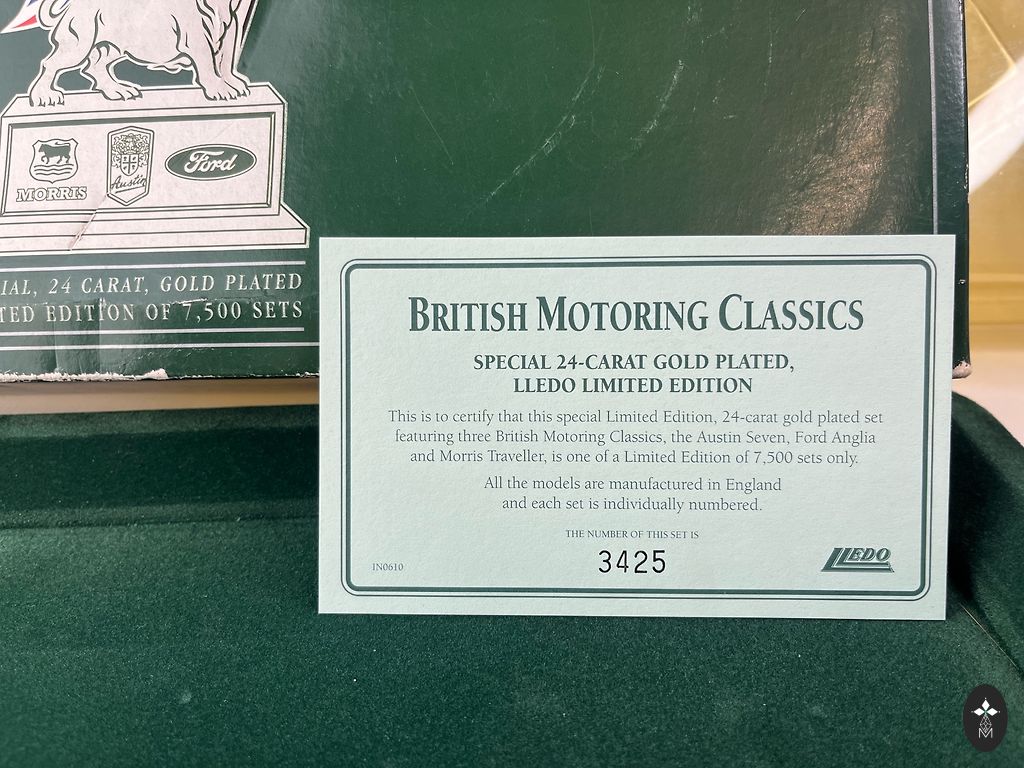 MORRIS
Austin
Ford
IAL, 24 CARAT, GOLD PLATED
TED EDITION OF 7,500 SETS
BRITISH MOTORING CLASSICS
SPECIAL 24-CARAT GOLD PLATED,
LLEDO LIMITED EDITION
This is to certify that this special Limited Edition, 24-carat gold plated set
featuring three British Motoring Classics, the Austin Seven, Ford Anglia
and Morris Traveller, is one of a Limited Edition of 7,500 sets only.
All the models are manufactured in England
and each set is individually numbered.
THE NUMBER OF THIS SET IS
3425
IN0610
LLEDO
M